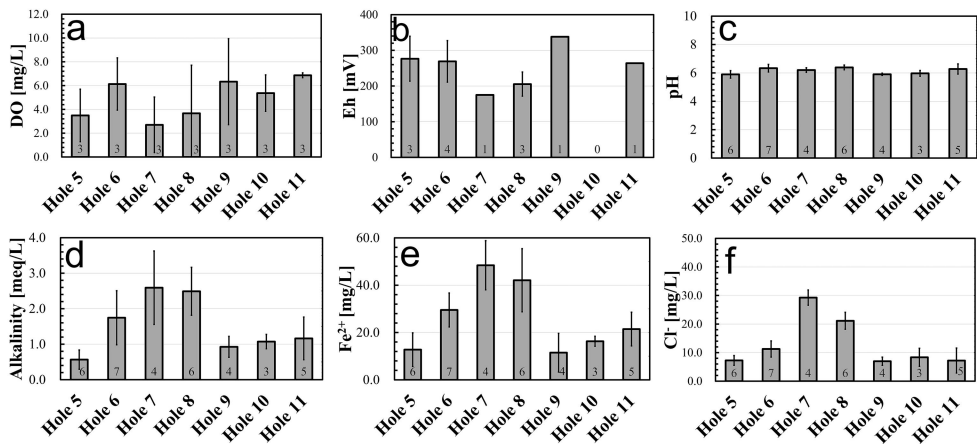 a
DO [mg/L]
12.0
10.0
8.0
6.0
4.0
2.0
0.0
3 3 3 3 3 3 3
Hole 5 Hole 6 Hole 7 Hole 8 Hole 9 Hole 10 Hole 11
b
Eh [mV]
400
300
200
100
0
3 4 1 3 1 0 1
Hole 5 Hole 6 Hole 7 Hole 8 Hole 9 Hole 10 Hole 11
c
pH
10
8
6
4
2
0
6 7 4 6 4 3 5
Hole 5 Hole 6 Hole 7 Hole 8 Hole 9 Hole 10 Hole 11
d
Alkalinity [meq/L]
4.0
3.0
2.0
1.0
0.0
6 7 4 6 4 3 5
Hole 5 Hole 6 Hole 7 Hole 8 Hole 9 Hole 10 Hole 11
e
Fe²⁺ [mg/L]
60.0
40.0
20.0
0.0
6 7 4 6 4 3 5
Hole 5 Hole 6 Hole 7 Hole 8 Hole 9 Hole 10 Hole 11
f
Cl⁻ [mg/L]
50.0
40.0
30.0
20.0
10.0
0.0
6 7 4 6 4 3 5
Hole 5 Hole 6 Hole 7 Hole 8 Hole 9 Hole 10 Hole 11